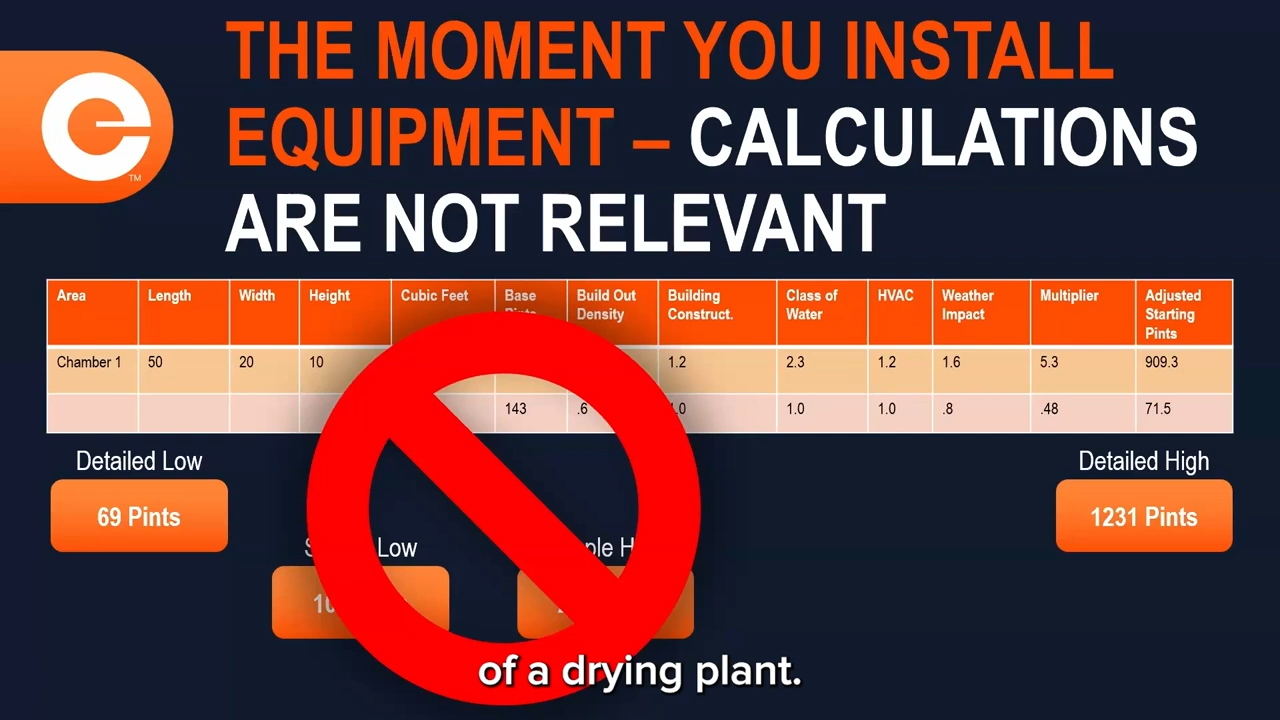 THE MOMENT YOU INSTALL
EQUIPMENT – CALCULATIONS
ARE NOT RELEVANT
e
TM
Area Length Width Height Cubic Feet Base Build Out Density Building Construct. Class of Water HVAC Weather Impact Multiplier Adjusted Starting Pints
Chamber 1 50 20 10 1.2 2.3 1.2 1.6 5.3 909.3
143 .6 1.0 1.0 .8 .48 71.5
Detailed Low
Detailed High
69 Pints
1231 Pints
Low
of a drying plant.